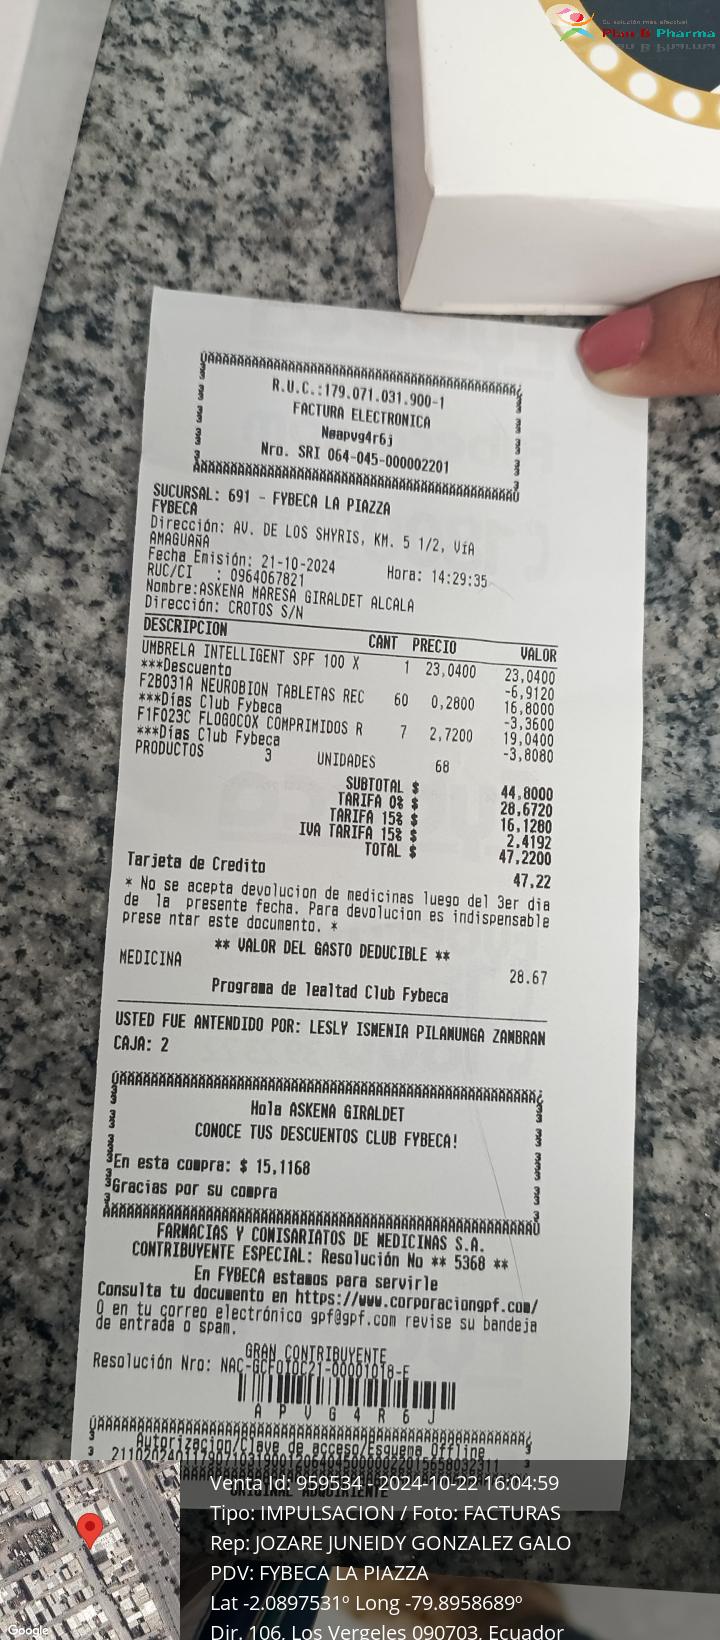 Su solución más efectiva!
Plan B Pharma
R.U.C.:179.071.031.900-1
FACTURA ELECTRONICA
N@apvg4r6j
Nro. SRI 064-045-000002201
SUCURSAL: 691 - FYBECA LA PIAZZA
FYBECA
Dirección: AV. DE LOS SHYRIS, KM. 5 1/2, VíA
AMAGUAÑA
Fecha Emisión: 21-10-2024 Hora: 14:29:35
RUC/CI : 0964067821
Nombre:ASKENA MARESA GIRALDET ALCALA
Dirección: CROTOS S/N
DESCRIPCION CANT PRECIO VALOR
UMBRELA INTELLIGENT SPF 100 X 1 23,0400 23,0400
***Descuento -6,9120
F2B031A NEUROBION TABLETAS REC 60 0,2800 16,8000
***Días Club Fybeca -3,3600
F1F023C FLOGOCOX COMPRIMIDOS R 7 2,7200 19,0400
***Días Club Fybeca -3,8080
PRODUCTOS 3 UNIDADES 68
SUBTOTAL $ 44,8000
TARIFA 0% $ 28,6720
TARIFA 15% $ 16,1280
IVA TARIFA 15% $ 2,4192
TOTAL $ 47,2200
Tarjeta de Credito 47,22
* No se acepta devolucion de medicinas luego del 3er dia
de la presente fecha. Para devolucion es indispensable
prese ntar este documento. *
** VALOR DEL GASTO DEDUCIBLE **
MEDICINA 28.67
Programa de lealtad Club Fybeca
USTED FUE ANTENDIDO POR: LESLY ISMENIA PILAMUNGA ZAMBRAN
CAJA: 2
Hola ASKENA GIRALDET
CONOCE TUS DESCUENTOS CLUB FYBECA!
En esta compra: $ 15,1168
Gracias por su compra
FARMACIAS Y COMISARIATOS DE MEDICINAS S.A.
CONTRIBUYENTE ESPECIAL: Resolución No ** 5368 **
En FYBECA estamos para servirle
Consulta tu documento en https://www.corporaciongpf.com/
O en tu correo electrónico gpf@gpf.com revise su bandeja
de entrada o spam.
GRAN CONTRIBUYENTE
Resolución Nro: NAC-GCFOIOC21-00001018-E
A P V G 4 R 6 J
Autorizacion/Clave de acceso/Esquema Offline
ORIGINAL ADQUIRIENTE
Venta Id: 959534 - 2024-10-22 16:04:59
Tipo: IMPULSACION / Foto: FACTURAS
Rep: JOZARE JUNEIDY GONZALEZ GALO
PDV: FYBECA LA PIAZZA
Lat -2.0897531º Long -79.8958689º
Dir. 106, Los Vergeles 090703, Ecuador
Google